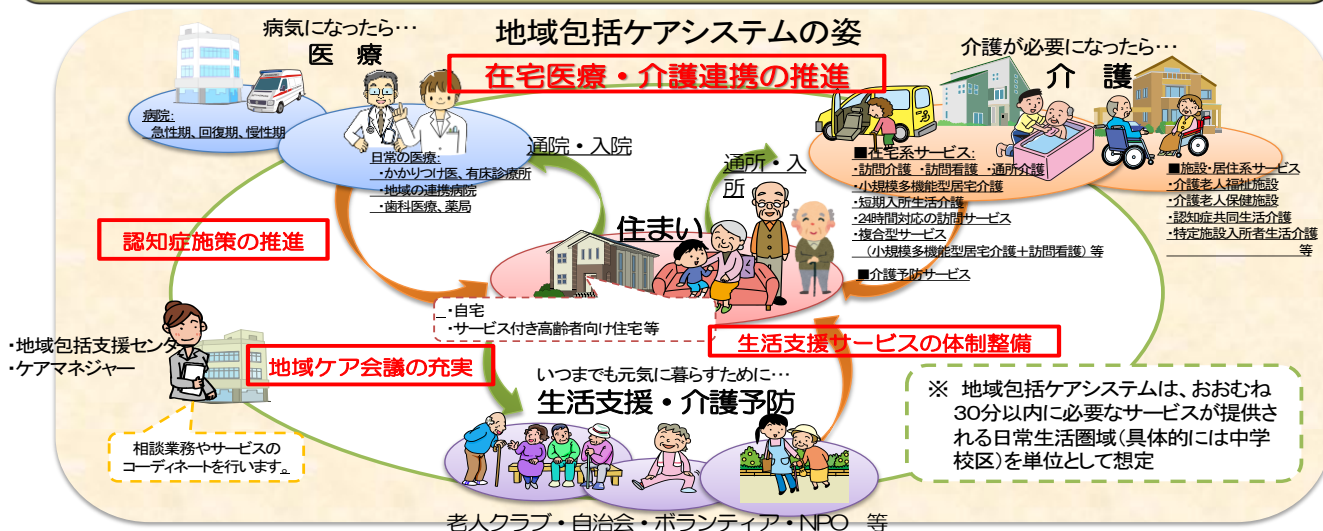 地域包括ケアシステムの姿
病気になったら…
医 療
在宅医療・介護連携の推進
介護が必要になったら…
介 護
病院:
急性期、回復期、慢性期
日常の医療:
・かかりつけ医、有床診療所
・地域の連携病院
・歯科医療、薬局
通院・入院
通所・入
所
■在宅系サービス:
・訪問介護 ・訪問看護 ・通所介護
・小規模多機能型居宅介護
・短期入所生活介護
・24時間対応の訪問サービス
・複合型サービス
(小規模多機能型居宅介護+訪問看護)等
■介護予防サービス
■施設・居住系サービス
・介護老人福祉施設
・介護老人保健施設
・認知症共同生活介護
・特定施設入所者生活介護
等
認知症施策の推進
住まい
・自宅
・サービス付き高齢者向け住宅等
生活支援サービスの体制整備
・地域包括支援センタ
・ケアマネジャー
地域ケア会議の充実
相談業務やサービスの
コーディネートを行います。
いつまでも元気に暮らすために…
生活支援・介護予防
老人クラブ・自治会・ボランティア・NPO 等
※ 地域包括ケアシステムは、おおむね
30分以内に必要なサービスが提供さ
れる日常生活圏域(具体的には中学
校区)を単位として想定